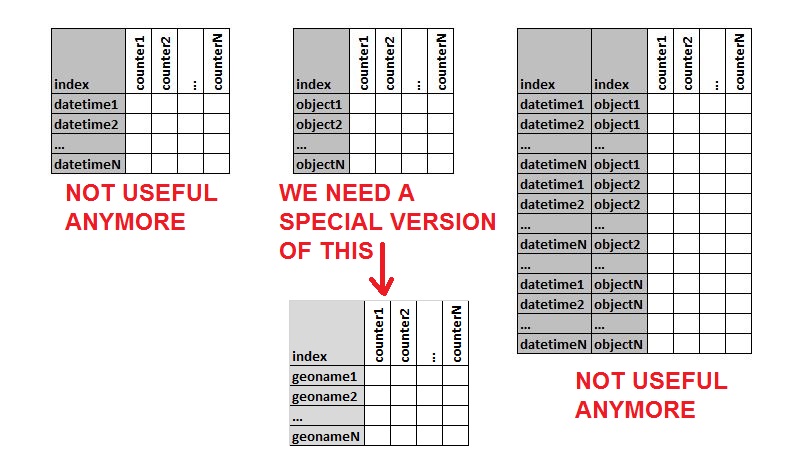 index counter1 counter2 ... counterN
datetime1
datetime2
...
datetimeN
NOT USEFUL
ANYMORE
index counter1 counter2 ... counterN
object1
object2
...
objectN
WE NEED A
SPECIAL VERSION
OF THIS
index counter1 counter2 ... counterN
geoname1
geoname2
...
geonameN
index index counter1 counter2 ... counterN
datetime1 object1
datetime2 object1
... ...
datetimeN object1
datetime1 object2
datetime2 object2
... ...
datetimeN object2
... ...
datetime1 objectN
datetime2 objectN
... ...
datetimeN objectN
NOT USEFUL
ANYMORE